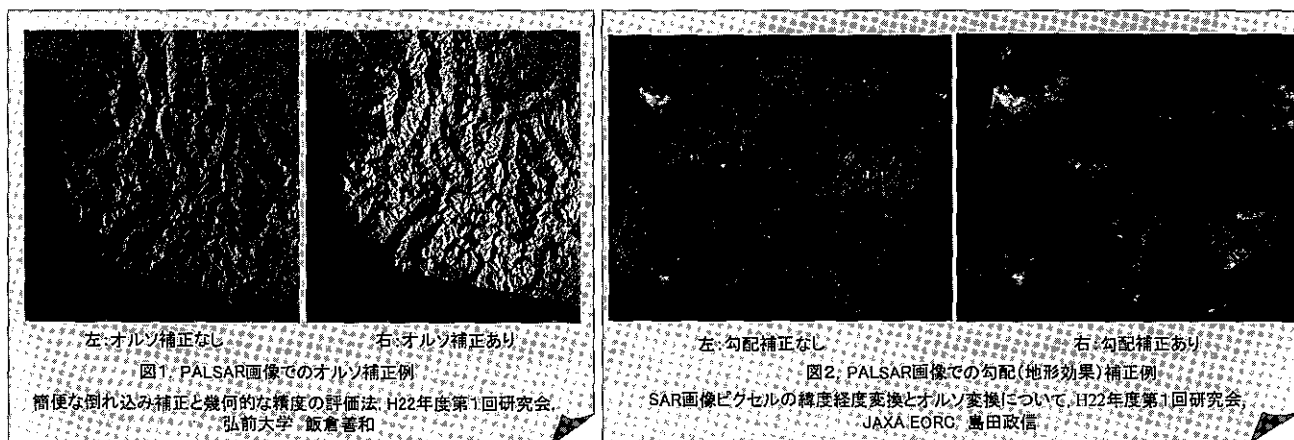 左:オルソ補正なし
右:オルソ補正あり
図1. PALSAR画像でのオルソ補正例
簡便な倒れ込み補正と幾何的な精度の評価法, H22年度第1回研究会,
弘前大学 飯倉善和
左:勾配補正なし
右:勾配補正あり
図2. PALSAR画像での勾配(地形効果)補正例
SAR画像ピクセルの緯度経度変換とオルソ変換について, H22年度第1回研究会,
JAXA EORC 島田政信